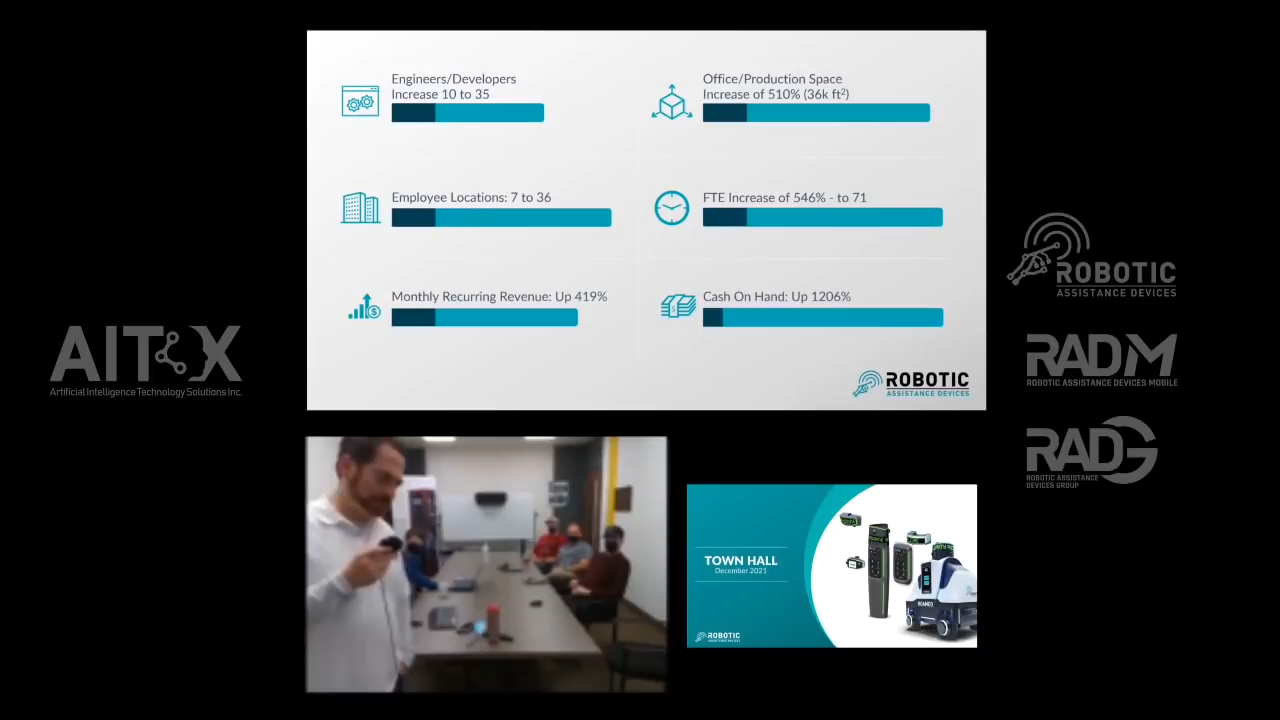 Engineers/Developers
Increase 10 to 35
Office/Production Space
Increase of 510% (36k ft²)
Employee Locations: 7 to 36
FTE Increase of 546% - to 71
Monthly Recurring Revenue: Up 419%
Cash On Hand: Up 1206%
ROBOTIC
ASSISTANCE DEVICES
AITX
Artificial Intelligence Technology Solutions Inc.
ROBOTIC
ASSISTANCE DEVICES
RADM
ROBOTIC ASSISTANCE DEVICES MOBILE
RADG
ROBOTIC ASSISTANCE
DEVICES GROUP
TOWN HALL
December 2021
ROBOTIC
ASSISTANCE DEVICES
ROAMEO